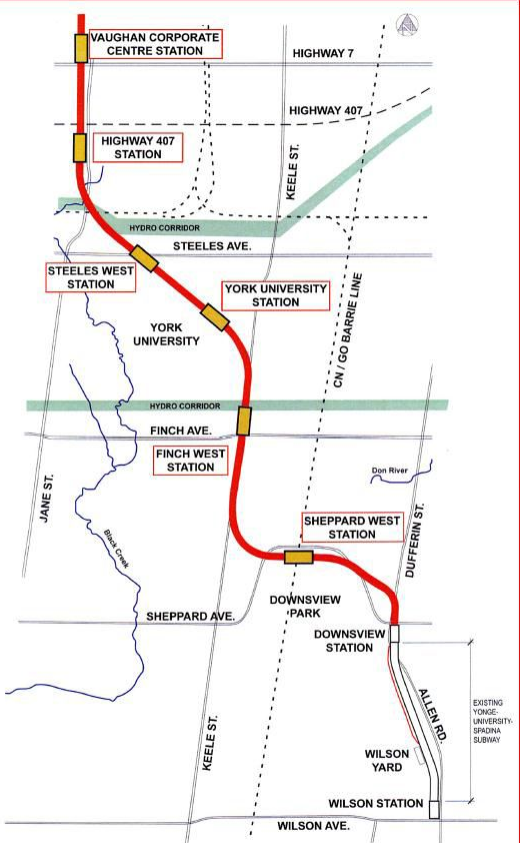 VAUGHAN CORPORATE
CENTRE STATION
HIGHWAY 7
HIGHWAY 407
HIGHWAY 407
STATION
KEELE ST.
HYDRO CORRIDOR
STEELES AVE.
STEELES WEST
STATION
YORK UNIVERSITY
STATION
YORK
UNIVERSITY
CN / GO BARRIE LINE
HYDRO CORRIDOR
FINCH AVE.
FINCH WEST
STATION
JANE ST.
Don River
DUFFERIN ST.
SHEPPARD WEST
STATION
Black Creek
DOWNSVIEW
PARK
SHEPPARD AVE.
DOWNSVIEW
STATION
ALLEN RD.
EXISTING
YONGE-
UNIVERSITY-
SPADINA
SUBWAY
KEELE ST.
WILSON
YARD
WILSON STATION
WILSON AVE.